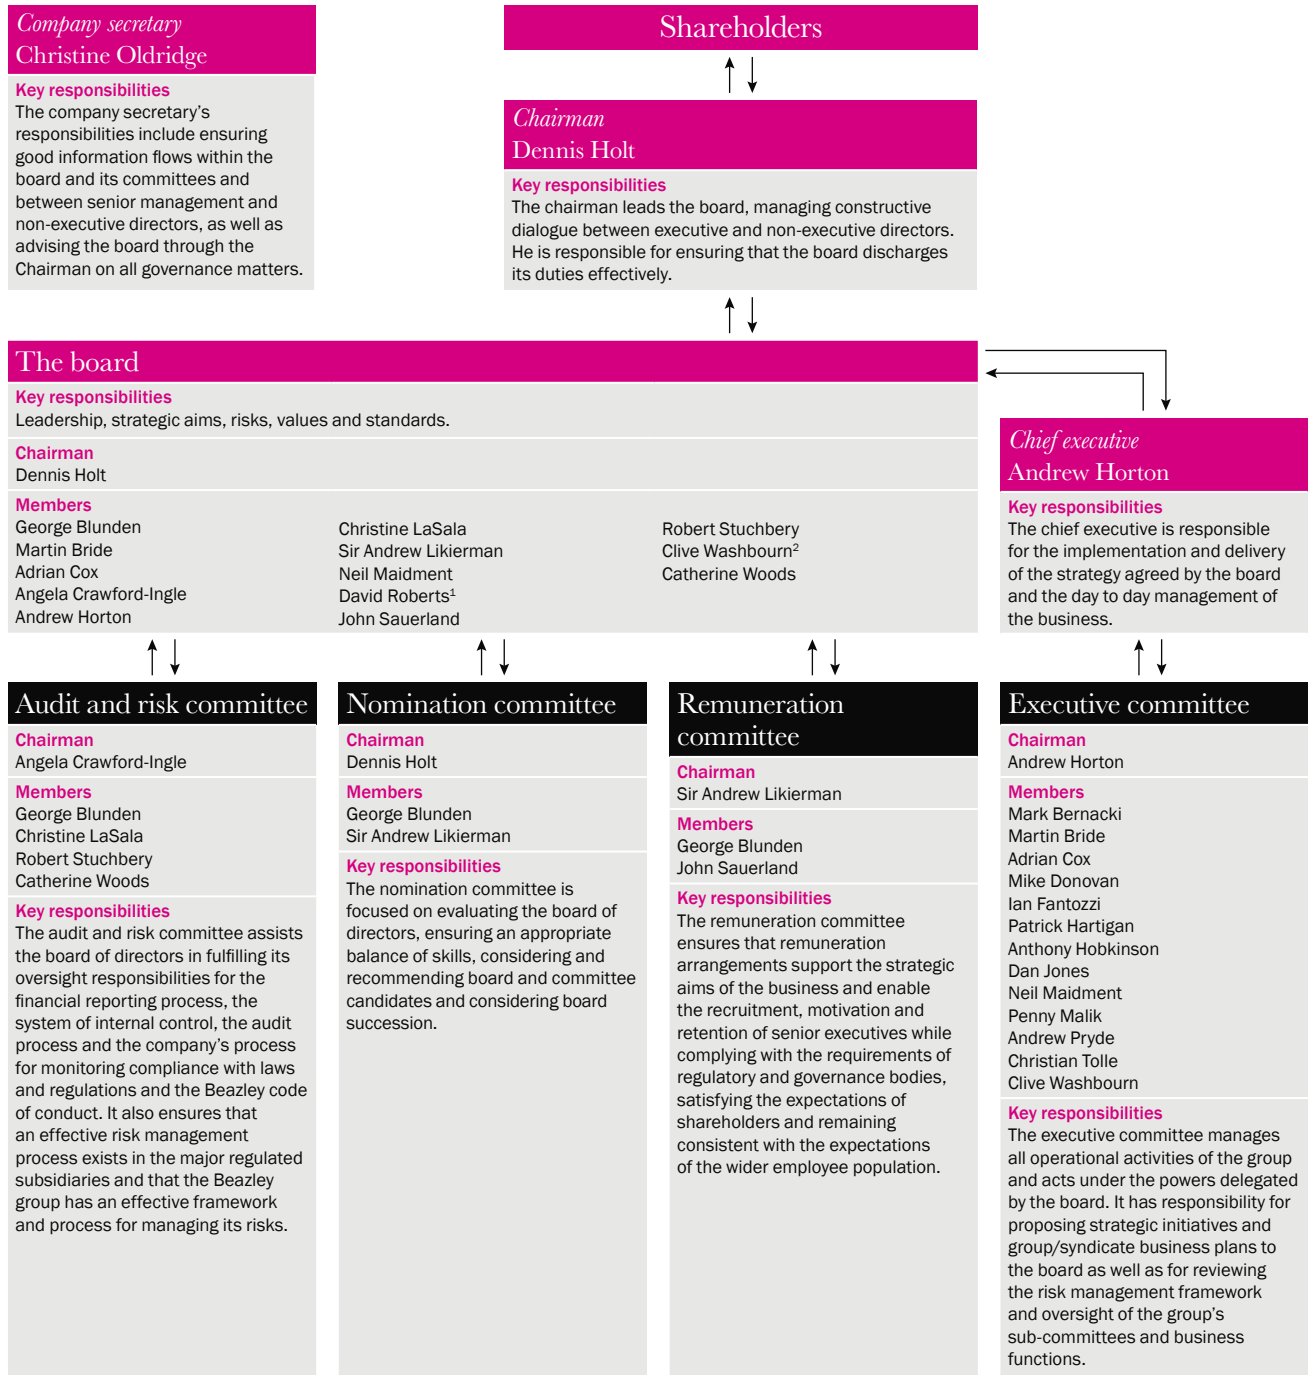 Company secretary
Christine Oldridge
Key responsibilities
The company secretary's
responsibilities include ensuring
good information flows within the
board and its committees and
between senior management and
non-executive directors, as well as
advising the board through the
Chairman on all governance matters.
Shareholders
Chairman
Dennis Holt
Key responsibilities
The chairman leads the board, managing constructive
dialogue between executive and non-executive directors.
He is responsible for ensuring that the board discharges
its duties effectively.
The board
Key responsibilities
Leadership, strategic aims, risks, values and standards.
Chairman
Dennis Holt
Members
George Blunden
Martin Bride
Adrian Cox
Angela Crawford-Ingle
Andrew Horton
Christine LaSala
Sir Andrew Likierman
Neil Maidment
David Roberts¹
John Sauerland
Robert Stuchbery
Clive Washbourn²
Catherine Woods
Chief executive
Andrew Horton
Key responsibilities
The chief executive is responsible
for the implementation and delivery
of the strategy agreed by the board
and the day to day management of
the business.
Audit and risk committee
Chairman
Angela Crawford-Ingle
Members
George Blunden
Christine LaSala
Robert Stuchbery
Catherine Woods
Key responsibilities
The audit and risk committee assists
the board of directors in fulfilling its
oversight responsibilities for the
financial reporting process, the
system of internal control, the audit
process and the company's process
for monitoring compliance with laws
and regulations and the Beazley code
of conduct. It also ensures that
an effective risk management
process exists in the major regulated
subsidiaries and that the Beazley
group has an effective framework
and process for managing its risks.
Nomination committee
Chairman
Dennis Holt
Members
George Blunden
Sir Andrew Likierman
Key responsibilities
The nomination committee is
focused on evaluating the board of
directors, ensuring an appropriate
balance of skills, considering and
recommending board and committee
candidates and considering board
succession.
Remuneration
committee
Chairman
Sir Andrew Likierman
Members
George Blunden
John Sauerland
Key responsibilities
The remuneration committee
ensures that remuneration
arrangements support the strategic
aims of the business and enable
the recruitment, motivation and
retention of senior executives while
complying with the requirements of
regulatory and governance bodies,
satisfying the expectations of
shareholders and remaining
consistent with the expectations
of the wider employee population.
Executive committee
Chairman
Andrew Horton
Members
Mark Bernacki
Martin Bride
Adrian Cox
Mike Donovan
Ian Fantozzi
Patrick Hartigan
Anthony Hobkinson
Dan Jones
Neil Maidment
Penny Malik
Andrew Pryde
Christian Tolle
Clive Washbourn
Key responsibilities
The executive committee manages
all operational activities of the group
and acts under the powers delegated
by the board. It has responsibility for
proposing strategic initiatives and
group/syndicate business plans to
the board as well as for reviewing
the risk management framework
and oversight of the group's
sub-committees and business
functions.